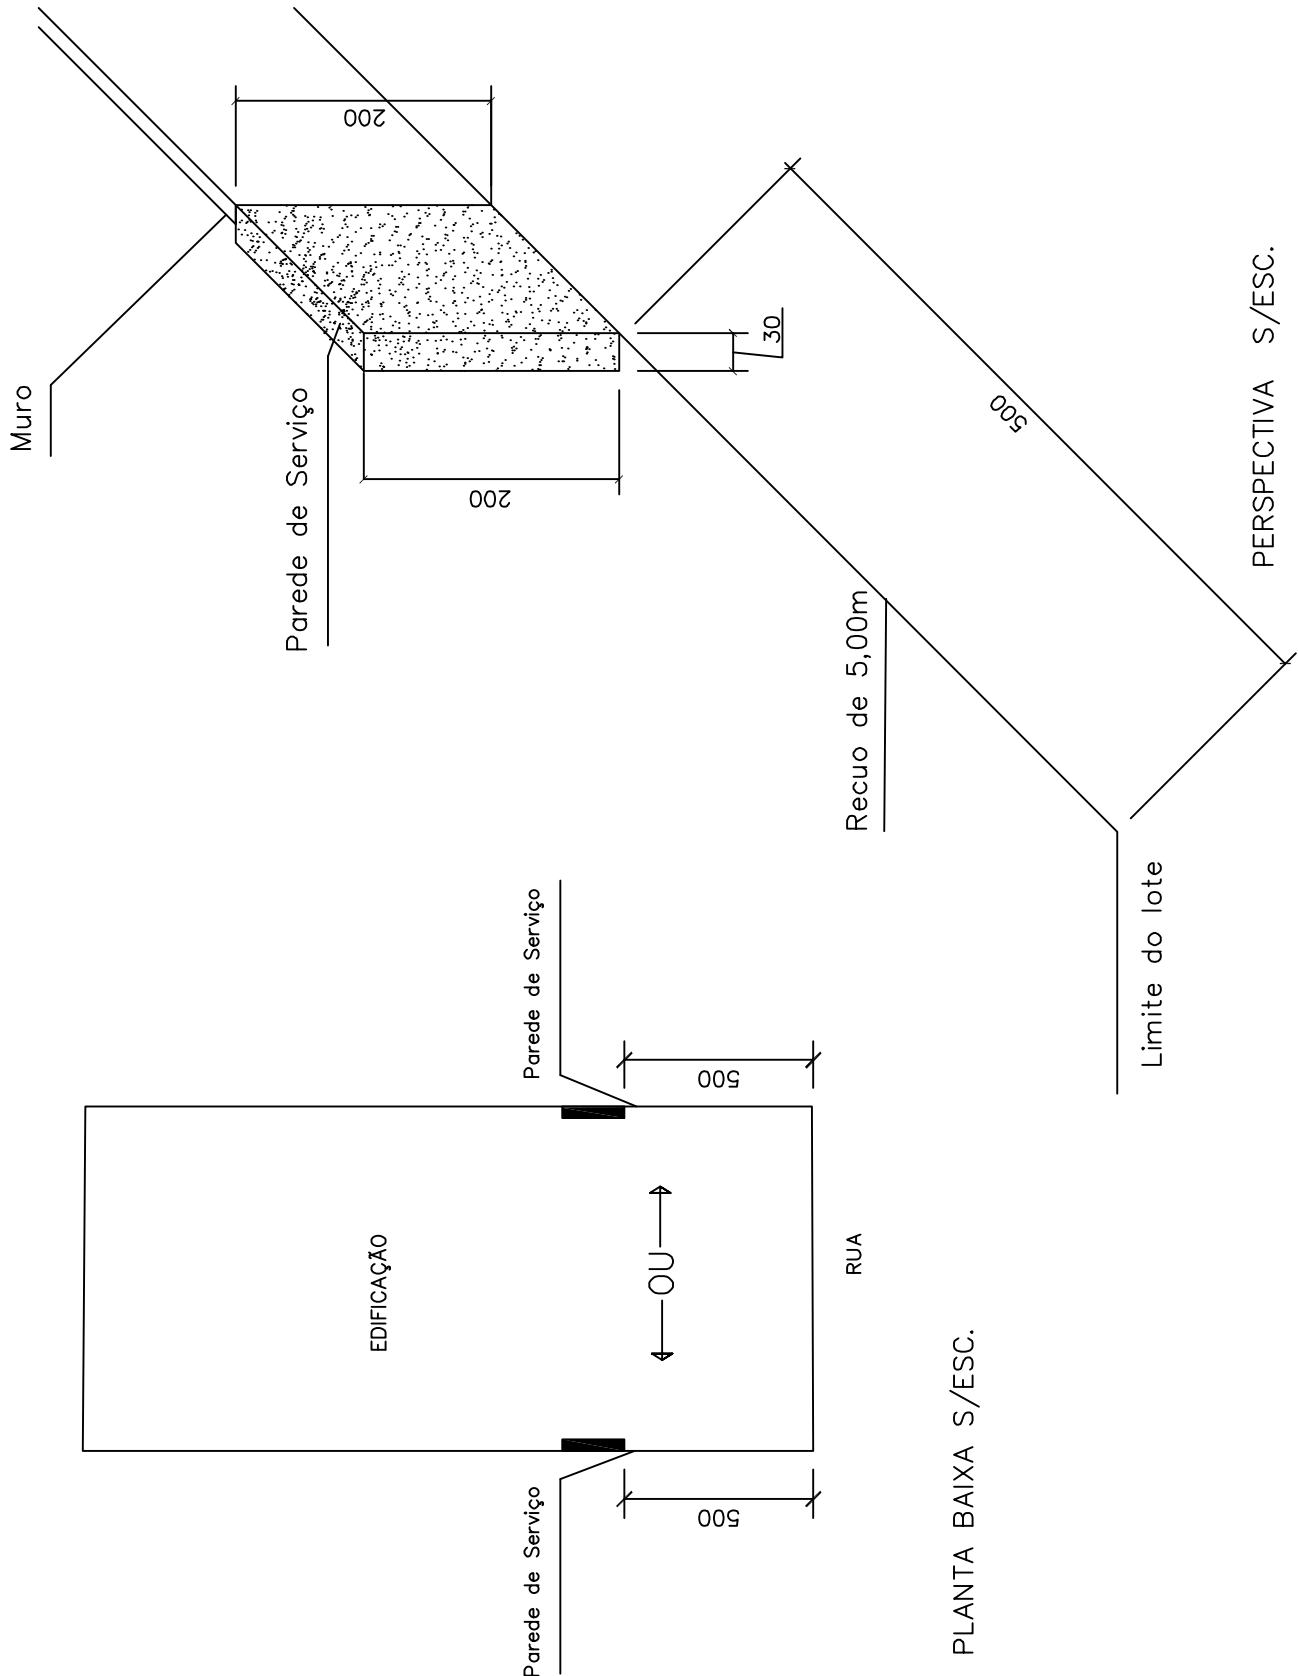 Parede de Serviço
500
EDIFICAÇÃO
OU
RUA
Parede de Serviço
500
PLANTA BAIXA S/ESC.
Muro
Parede de Serviço
200
200
30
Recuo de 5,00m
500
Limite do lote
PERSPECTIVA S/ESC.